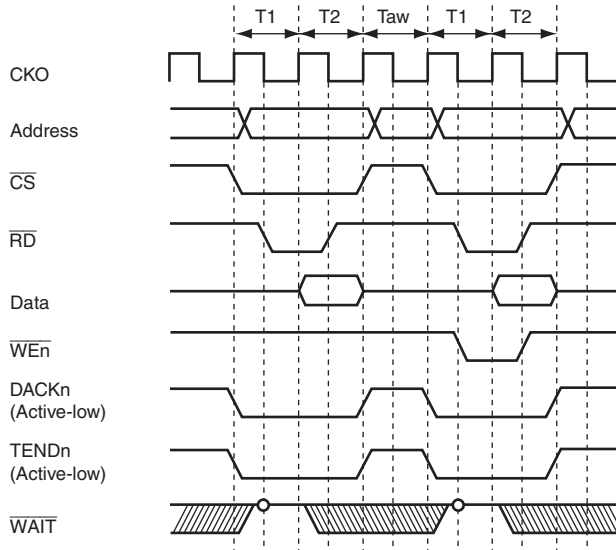 T1 T2 Taw T1 T2
CKO
Address
CS
RD
Data
WEn
DACKn
(Active-low)
TENDn
(Active-low)
WAIT